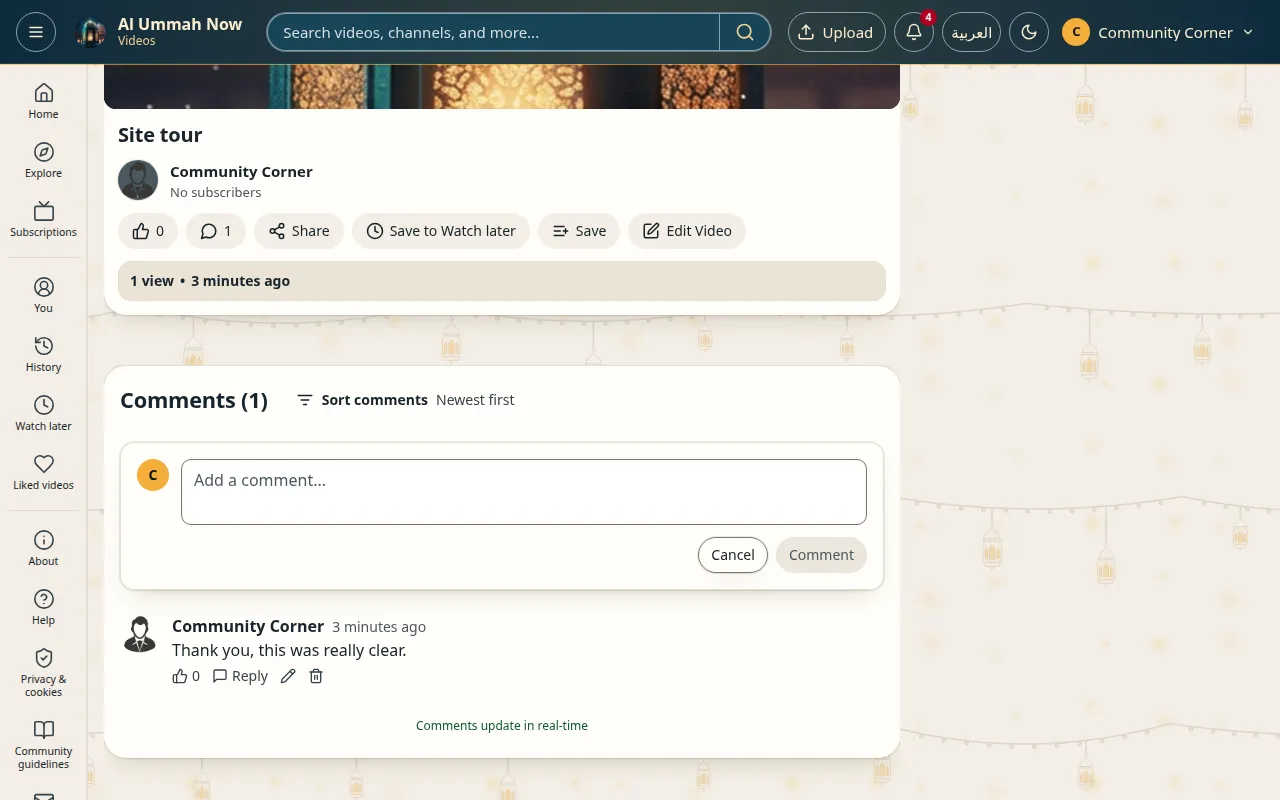 Al Ummah Now
Videos
Search videos, channels, and more...
Upload
4
العربية
C
Community Corner
Home
Explore
Subscriptions
You
History
Watch later
Liked videos
About
Help
Privacy &
cookies
Community
guidelines
Site tour
Community Corner
No subscribers
0
1
Share
Save to Watch later
Save
Edit Video
1 view • 3 minutes ago
Comments (1)
Sort comments Newest first
C
Add a comment...
Cancel
Comment
Community Corner 3 minutes ago
Thank you, this was really clear.
0
Reply
Comments update in real-time